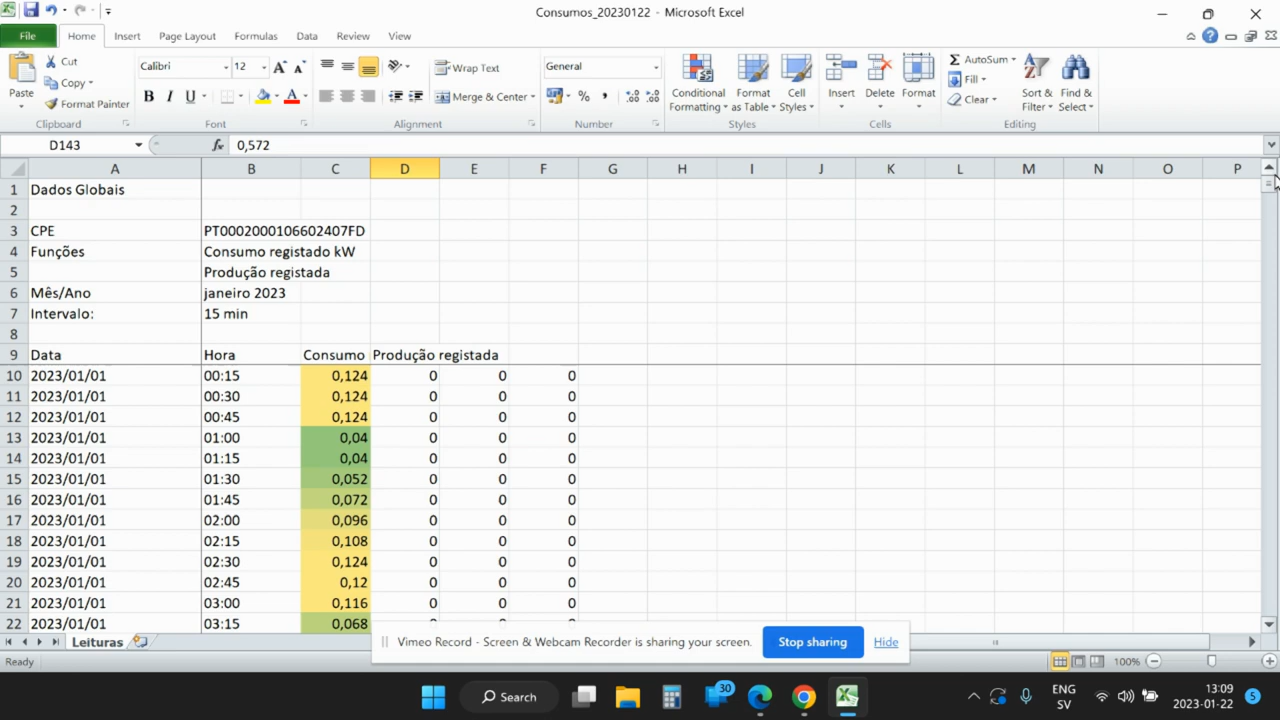 Consumos_20230122 - Microsoft Excel
File Home Insert Page Layout Formulas Data Review View
Paste
Cut
Copy
Format Painter
Clipboard
Calibri 12
B I U
Font
Wrap Text
Merge & Center
Alignment
General
Number
Conditional Formatting
Format as Table
Cell Styles
Styles
Insert
Delete
Format
Cells
AutoSum
Fill
Clear
Sort & Filter
Find & Select
Editing
D143 fx 0,572
A B C D E F G H I J K L M N O P
1 Dados Globais
2
3 CPE PT0002000106602407FD
4 Funções Consumo registado kW
5 Produção registada
6 Mês/Ano janeiro 2023
7 Intervalo: 15 min
8
9 Data Hora Consumo Produção registada
10 2023/01/01 00:15 0,124 0 0 0
11 2023/01/01 00:30 0,124 0 0 0
12 2023/01/01 00:45 0,124 0 0 0
13 2023/01/01 01:00 0,04 0 0 0
14 2023/01/01 01:15 0,04 0 0 0
15 2023/01/01 01:30 0,052 0 0 0
16 2023/01/01 01:45 0,072 0 0 0
17 2023/01/01 02:00 0,096 0 0 0
18 2023/01/01 02:15 0,108 0 0 0
19 2023/01/01 02:30 0,124 0 0 0
20 2023/01/01 02:45 0,12 0 0 0
21 2023/01/01 03:00 0,116 0 0 0
22 2023/01/01 03:15 0,068
Leituras
Vimeo Record - Screen & Webcam Recorder is sharing your screen. Stop sharing Hide
Ready 100%
Search 30 ENG 13:09
SV 2023-01-22 5